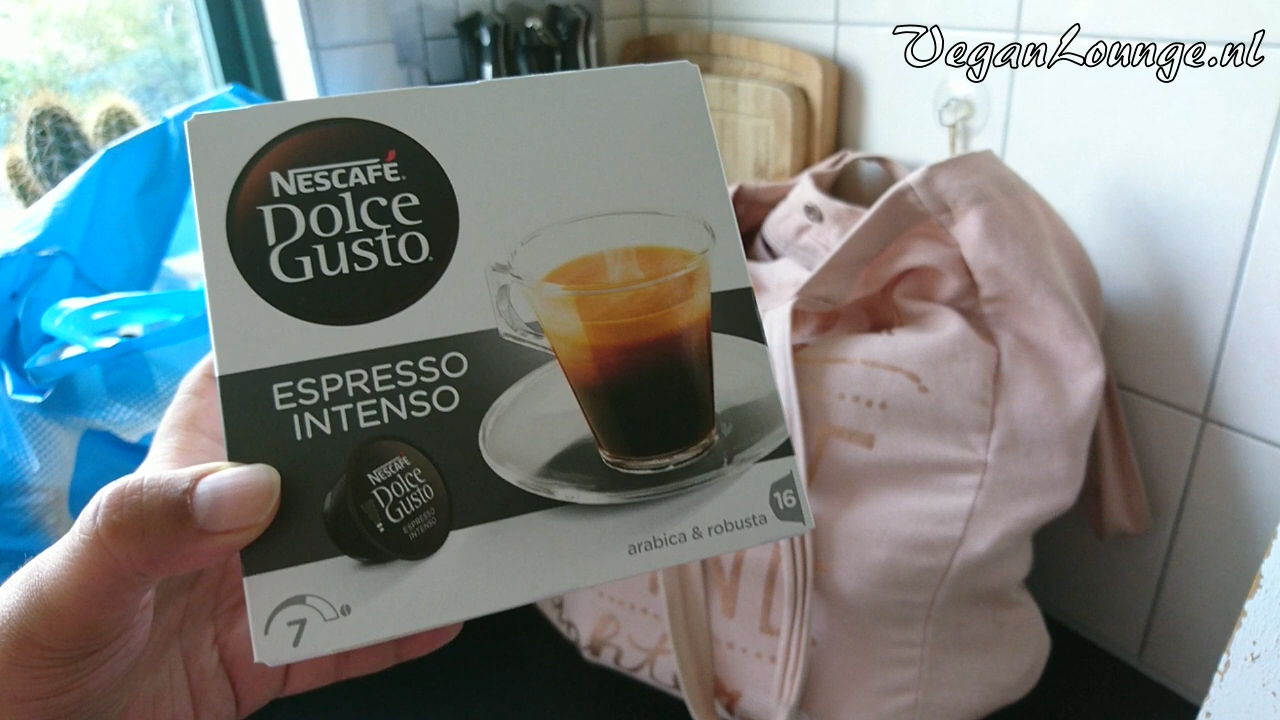 VeganLounge.nl
NESCAFÉ.
DOLCE
GUSTO
ESPRESSO
INTENSO
NESCAFÉ
DOLCE
GUSTO
ESPRESSO
INTENSO
16
arabica & robusta
7